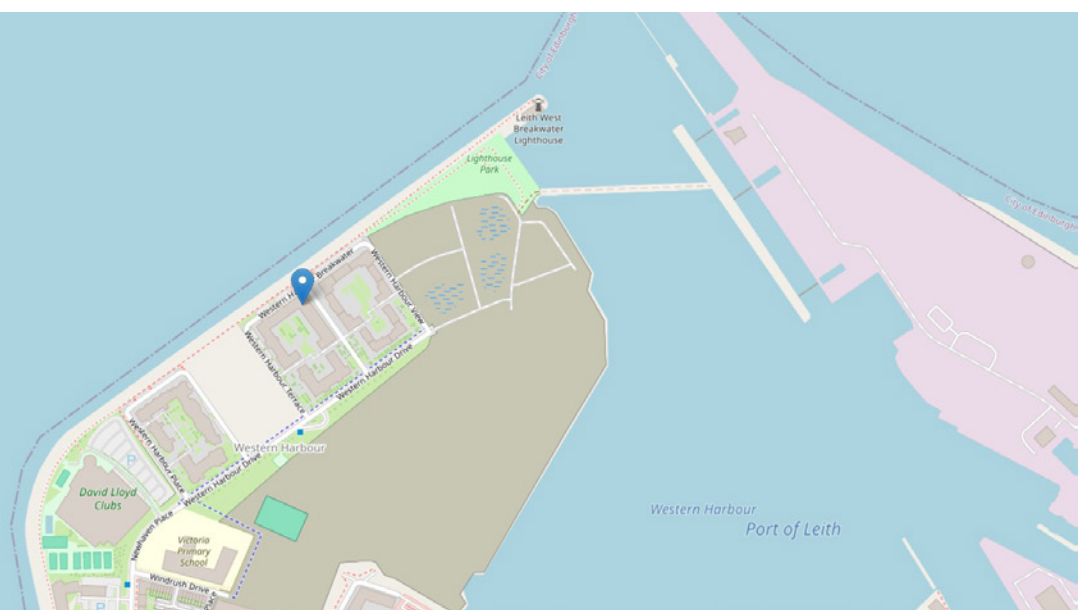 City of Edinburgh
Leith West
Breakwater
Lighthouse
Lighthouse
Park
City of Edinburgh
Western Harbour Breakwater
Western Harbour View
Western Harbour Terrace
Western Harbour Drive
Western Harbour
Western Harbour Place
Western Harbour Drive
P
David Lloyd
Clubs
Newhaven Place
Western Harbour
Port of Leith
Victoria
Primary
School
Windrush Drive
Place
P